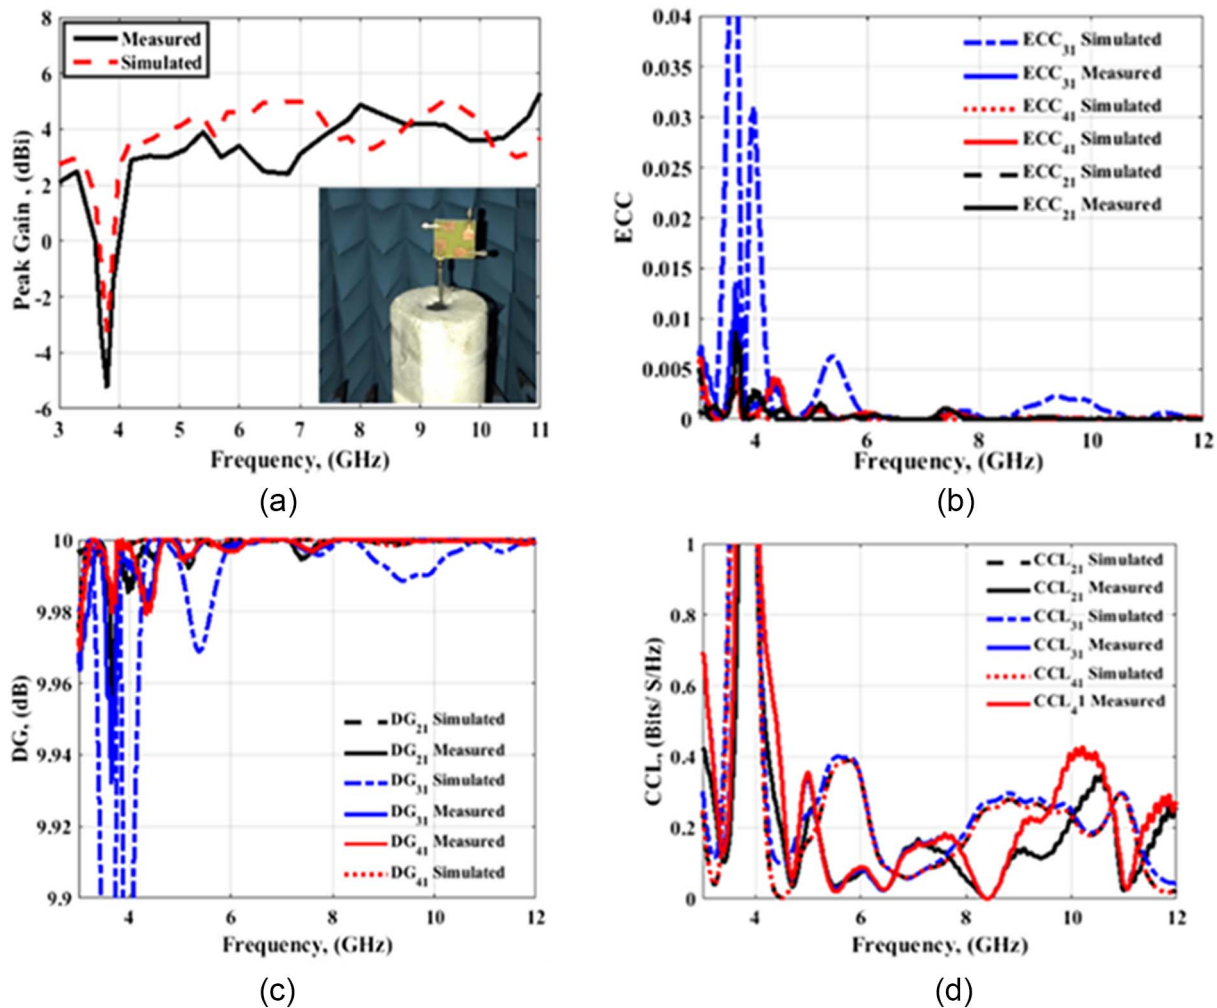 8
6
4
2
0
-2
-4
-6
Peak Gain , (dBi)
Measured
Simulated
3 4 5 6 7 8 9 10 11
Frequency, (GHz)
(a)
0.04
0.035
0.03
0.025
0.02
0.015
0.01
0.005
0
ECC
ECC31 Simulated
ECC31 Measured
ECC41 Simulated
ECC41 Simulated
ECC21 Simulated
ECC21 Measured
4 6 8 10 12
Frequency, (GHz)
(b)
10
9.98
9.96
9.94
9.92
9.9
DG, (dB)
DG21 Simulated
DG21 Measured
DG31 Simulated
DG31 Measured
DG41 Measured
DG41 Simulated
4 6 8 10 12
Frequency, (GHz)
(c)
1
0.8
0.6
0.4
0.2
0
CCL, (Bits/ S/Hz)
CCL21 Simulated
CCL21 Measured
CCL31 Simulated
CCL31 Measured
CCL41 Simulated
CCL41 Measured
4 6 8 10 12
Frequency, (GHz)
(d)